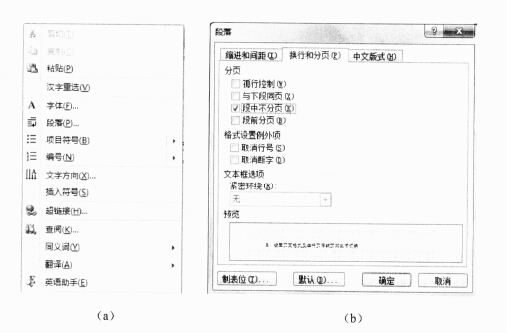 剪切(T)
复制(C)
粘贴(P)
汉字重选(V)
A 字体(F)...
段落(P)...
项目符号(B)
编号(N)
文字方向(X)...
插入符号(S)
超链接(H)...
查阅(K)...
同义词(Y)
翻译(A)
英语助手(E)
(a)
段落
缩进和间距(I) 换行和分页(P) 中文版式(H)
分页
孤行控制(W)
与下段同页(X)
段中不分页(K)
段前分页(B)
格式设置例外项
取消行号(S)
取消断字(D)
文本框选项
紧密环绕(R):
无
预览
制表位(T)... 默认(D)... 确定 取消
(b)